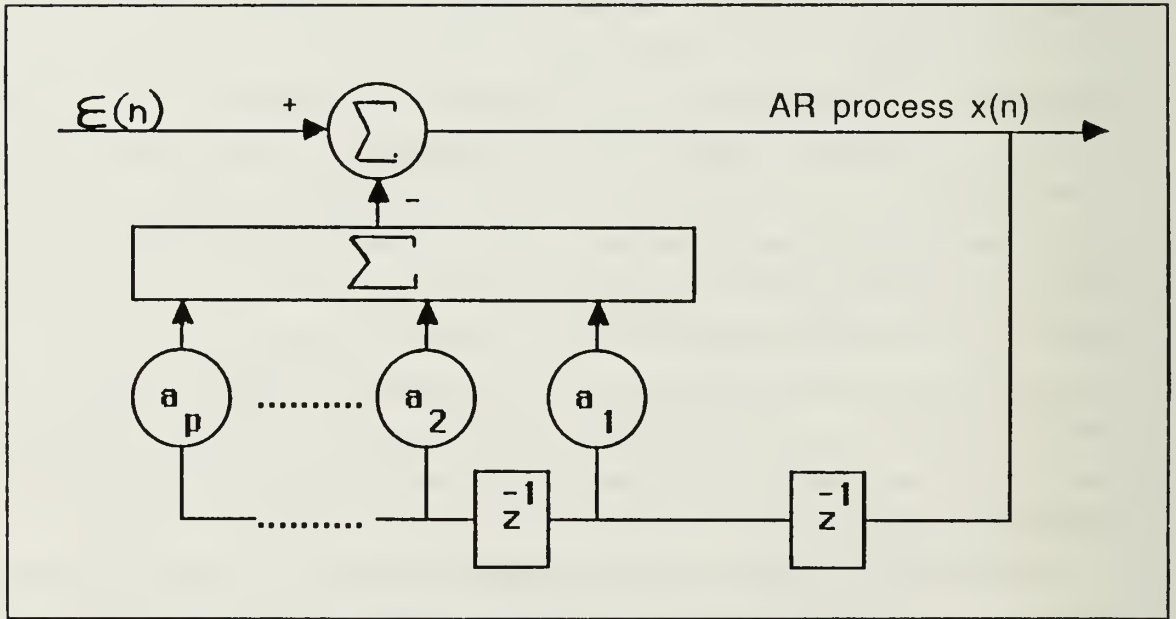 Ɛ(n) + Σ AR process x(n)
-
Σ
a_p ........ a_2 a_1
........ z^-1 z^-1